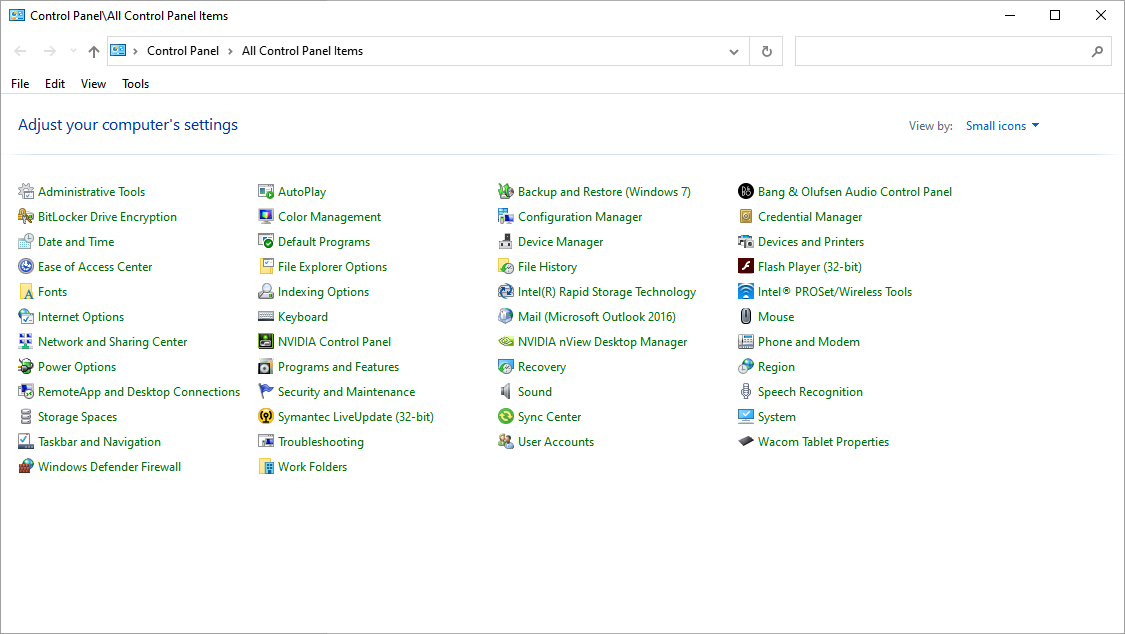 Control Panel\All Control Panel Items
Control Panel > All Control Panel Items
File Edit View Tools
Adjust your computer's settings View by: Small icons
Administrative Tools AutoPlay Backup and Restore (Windows 7) Bang & Olufsen Audio Control Panel
BitLocker Drive Encryption Color Management Configuration Manager Credential Manager
Date and Time Default Programs Device Manager Devices and Printers
Ease of Access Center File Explorer Options File History Flash Player (32-bit)
Fonts Indexing Options Intel(R) Rapid Storage Technology Intel® PROSet/Wireless Tools
Internet Options Keyboard Mail (Microsoft Outlook 2016) Mouse
Network and Sharing Center NVIDIA Control Panel NVIDIA nView Desktop Manager Phone and Modem
Power Options Programs and Features Recovery Region
RemoteApp and Desktop Connections Security and Maintenance Sound Speech Recognition
Storage Spaces Symantec LiveUpdate (32-bit) Sync Center System
Taskbar and Navigation Troubleshooting User Accounts Wacom Tablet Properties
Windows Defender Firewall Work Folders